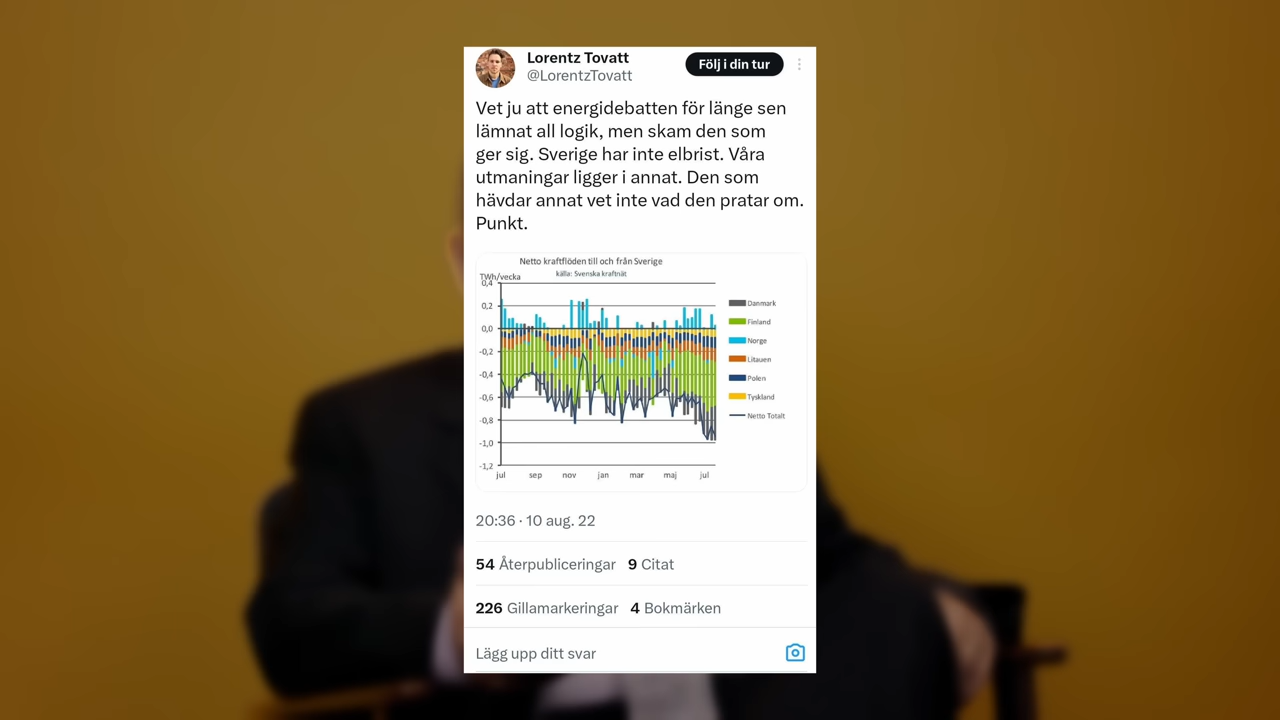 Lorentz Tovatt
@LorentzTovatt
Följ i din tur
Vet ju att energidebatten för länge sen
lämnat all logik, men skam den som
ger sig. Sverige har inte elbrist. Våra
utmaningar ligger i annat. Den som
hävdar annat vet inte vad den pratar om.
Punkt.
Netto kraftflöden till och från Sverige
källa: Svenska kraftnät
TWh/vecka
0,4
0,2
0,0
-0,2
-0,4
-0,6
-0,8
-1,0
-1,2
jul sep nov jan mar maj jul
Danmark
Finland
Norge
Litauen
Polen
Tyskland
Netto Totalt
20:36 · 10 aug. 22
54 Återpubliceringar 9 Citat
226 Gillamarkeringar 4 Bokmärken
Lägg upp ditt svar